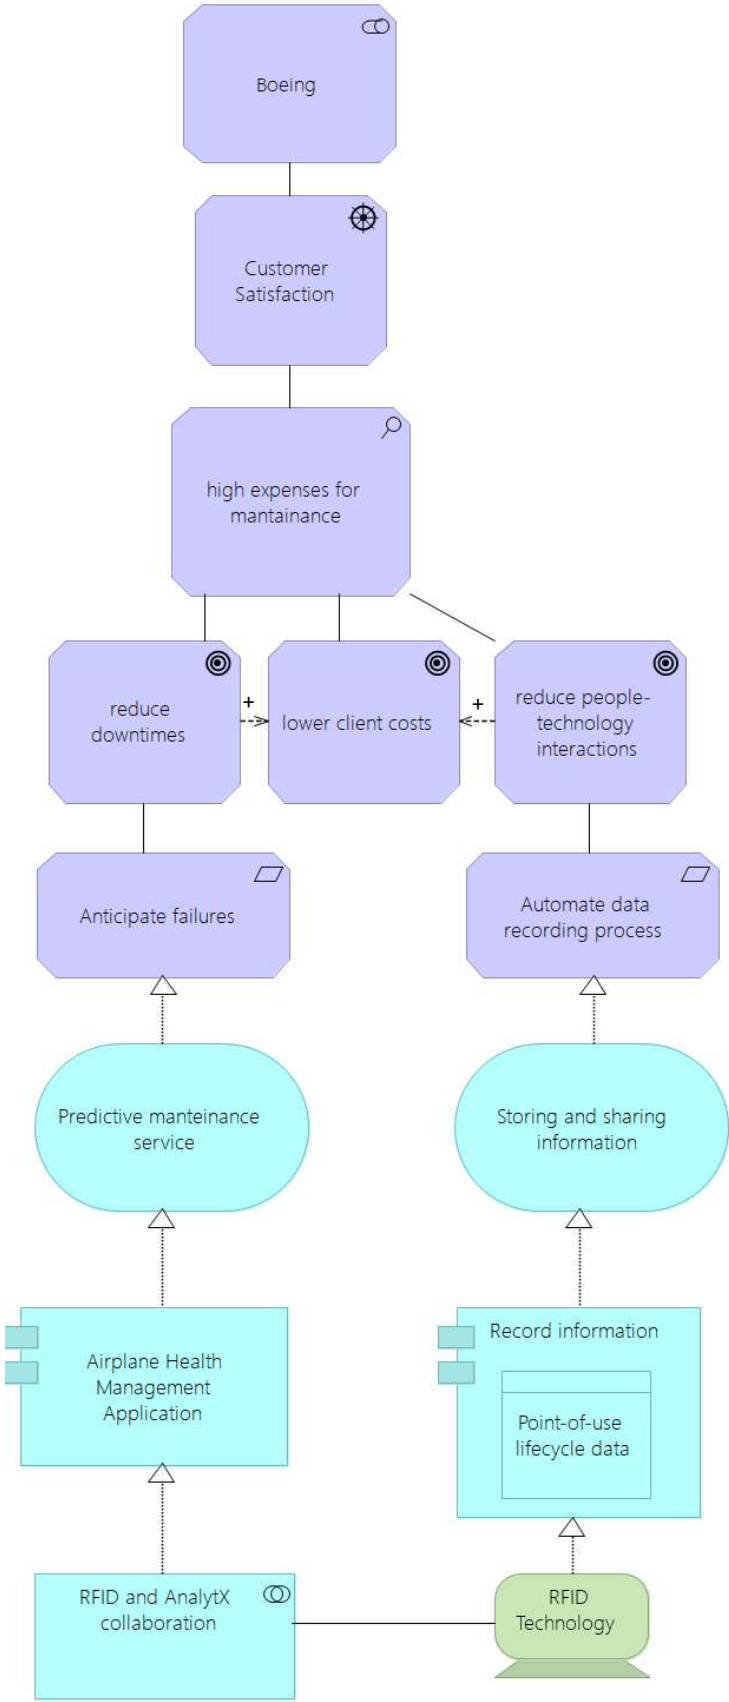 Boeing
Customer
Satisfaction
high expenses for
mantainance
reduce
downtimes
+
lower client costs
+
reduce people-
technology
interactions
Anticipate failures
Automate data
recording process
Predictive manteinance
service
Storing and sharing
information
Airplane Health
Management
Application
Record information
Point-of-use
lifecycle data
RFID and AnalytX
collaboration
RFID
Technology